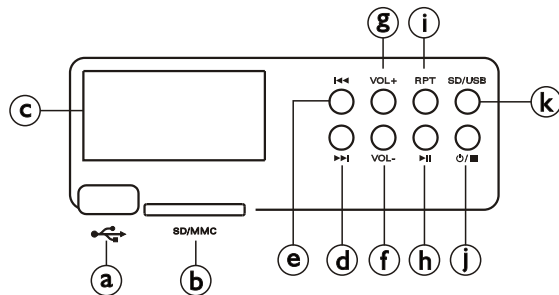 g i
VOL+ RPT SD/USB
c
k
e
VOL-
SD/MMC
a b d f h j